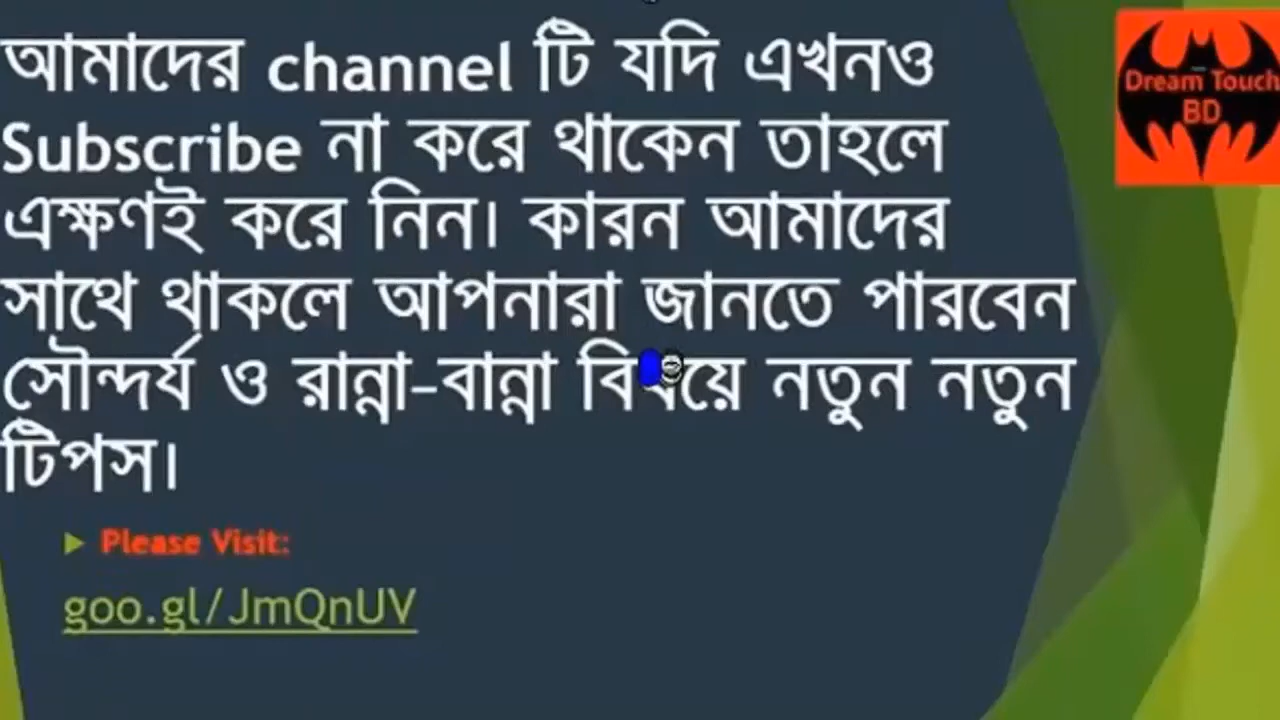 আমাদের channel টি যদি এখনও
Subscribe না করে থাকেন তাহলে
এক্ষণই করে নিন। কারন আমাদের
সাথে থাকলে আপনারা জানতে পারবেন
সৌন্দর্য ও রান্না-বান্না বিষয়ে নতুন নতুন
টিপস।
Please Visit:
goo.gl/JmQnUV
Dream Touch
BD